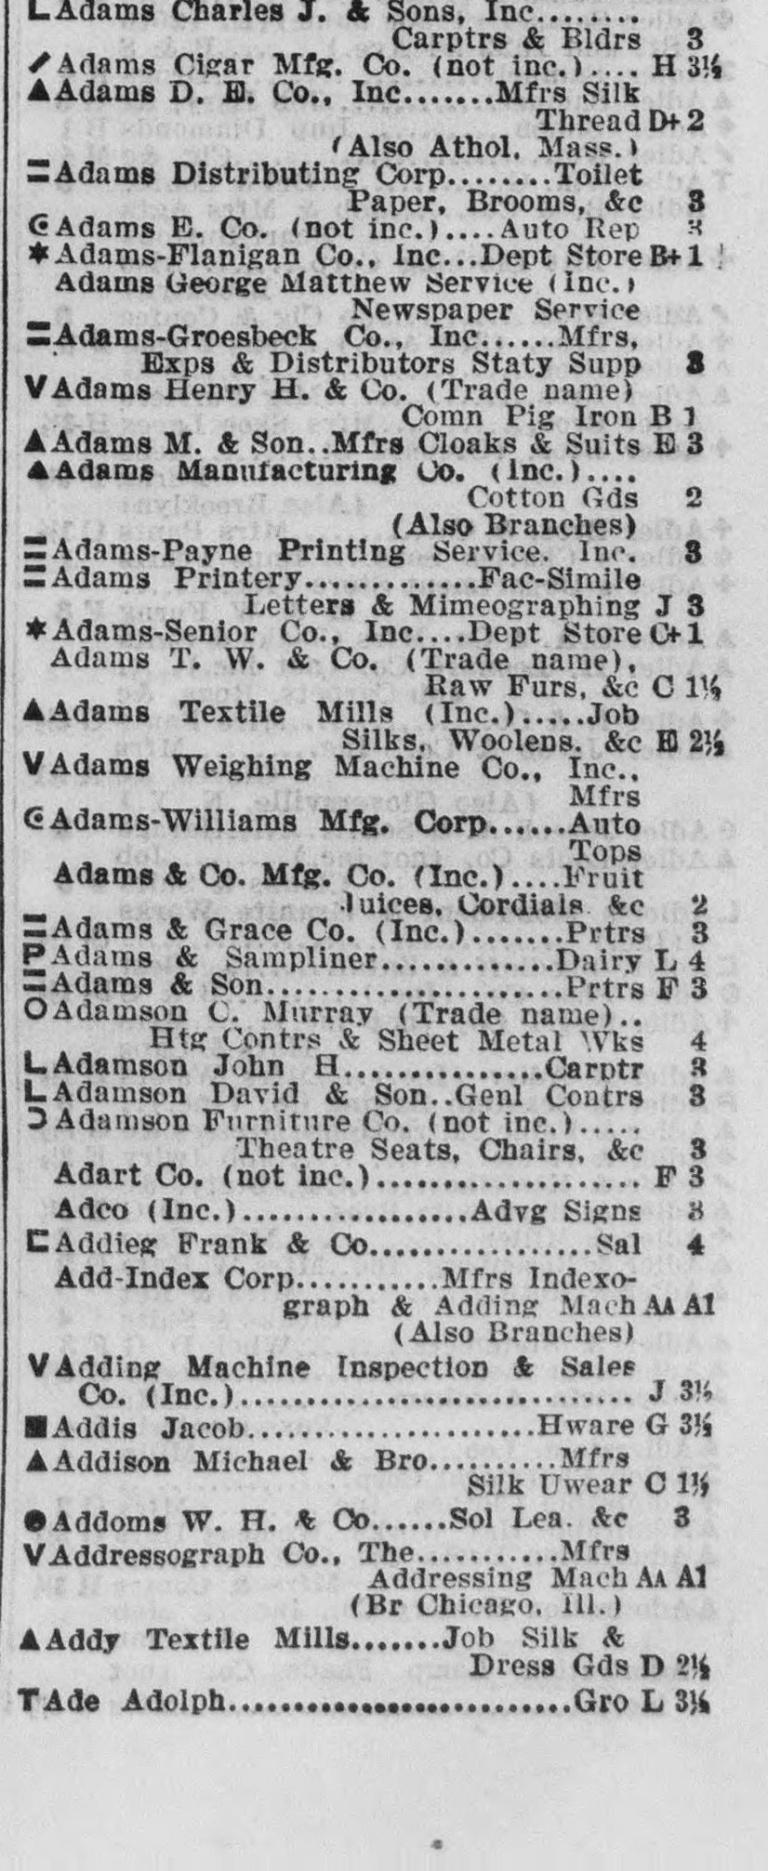 L Adams Charles J. & Sons, Inc........
Carptrs & Bldrs 3
Adams Cigar Mfg. Co. (not inc.).... H 3½
▲Adams D. E. Co., Inc.......Mfrs Silk
Thread D+ 2
(Also Athol, Mass.)
=Adams Distributing Corp........Toilet
Paper, Brooms, &c 3
Adams E. Co. (not inc.)....Auto Rep 3
*Adams-Flanigan Co., Inc...Dept Store B+ 1
Adams George Matthew Service (Inc.)
Newspaper Service
=Adams-Groesbeck Co., Inc......Mfrs,
Exps & Distributors Staty Supp 3
V Adams Henry H. & Co. (Trade name)
Comn Pig Iron B 1
▲Adams M. & Son..Mfrs Cloaks & Suits E 3
▲Adams Manufacturing Co. (Inc.)....
Cotton Gds 2
(Also Branches)
=Adams-Payne Printing Service, Inc. 3
=Adams Printery.............Fac-Simile
Letters & Mimeographing J 3
*Adams-Senior Co., Inc....Dept Store C+ 1
Adams T. W. & Co. (Trade name),
Raw Furs, &c C 1½
▲Adams Textile Mills (Inc.).....Job
Silks, Woolens, &c E 2½
V Adams Weighing Machine Co., Inc.,
Mfrs
Adams-Williams Mfg. Corp......Auto
Tops
Adams & Co. Mfg. Co. (Inc.)....Fruit
Juices, Cordials &c 2
=Adams & Grace Co. (Inc.).......Prtrs 3
P Adams & Sampliner.............Dairy L 4
=Adams & Son......................Prtrs F 3
O Adamson C. Murray (Trade name)..
Htg Contrs & Sheet Metal Wks 4
L Adamson John H...............Carptr 3
L Adamson David & Son..Genl Contrs 3
Adamson Furniture Co. (not inc.).....
Theatre Seats, Chairs, &c 3
Adart Co. (not inc.).................... F 3
Adco (Inc.).................Advg Signs 3
Addieg Frank & Co.................Sal 4
Add-Index Corp...........Mfrs Indexo-
graph & Adding Mach AA A1
(Also Branches)
V Adding Machine Inspection & Sales
Co. (Inc.).............................. J 3½
■Addis Jacob......................Hware G 3½
▲Addison Michael & Bro..........Mfrs
Silk Uwear C 1½
●Addoms W. H. & Co......Sol Lea. &c 3
V Addressograph Co., The...........Mfrs
Addressing Mach AA A1
(Br Chicago, Ill.)
▲Addy Textile Mills.......Job Silk &
Dress Gds D 2½
T Ade Adolph..........................Gro L 3½